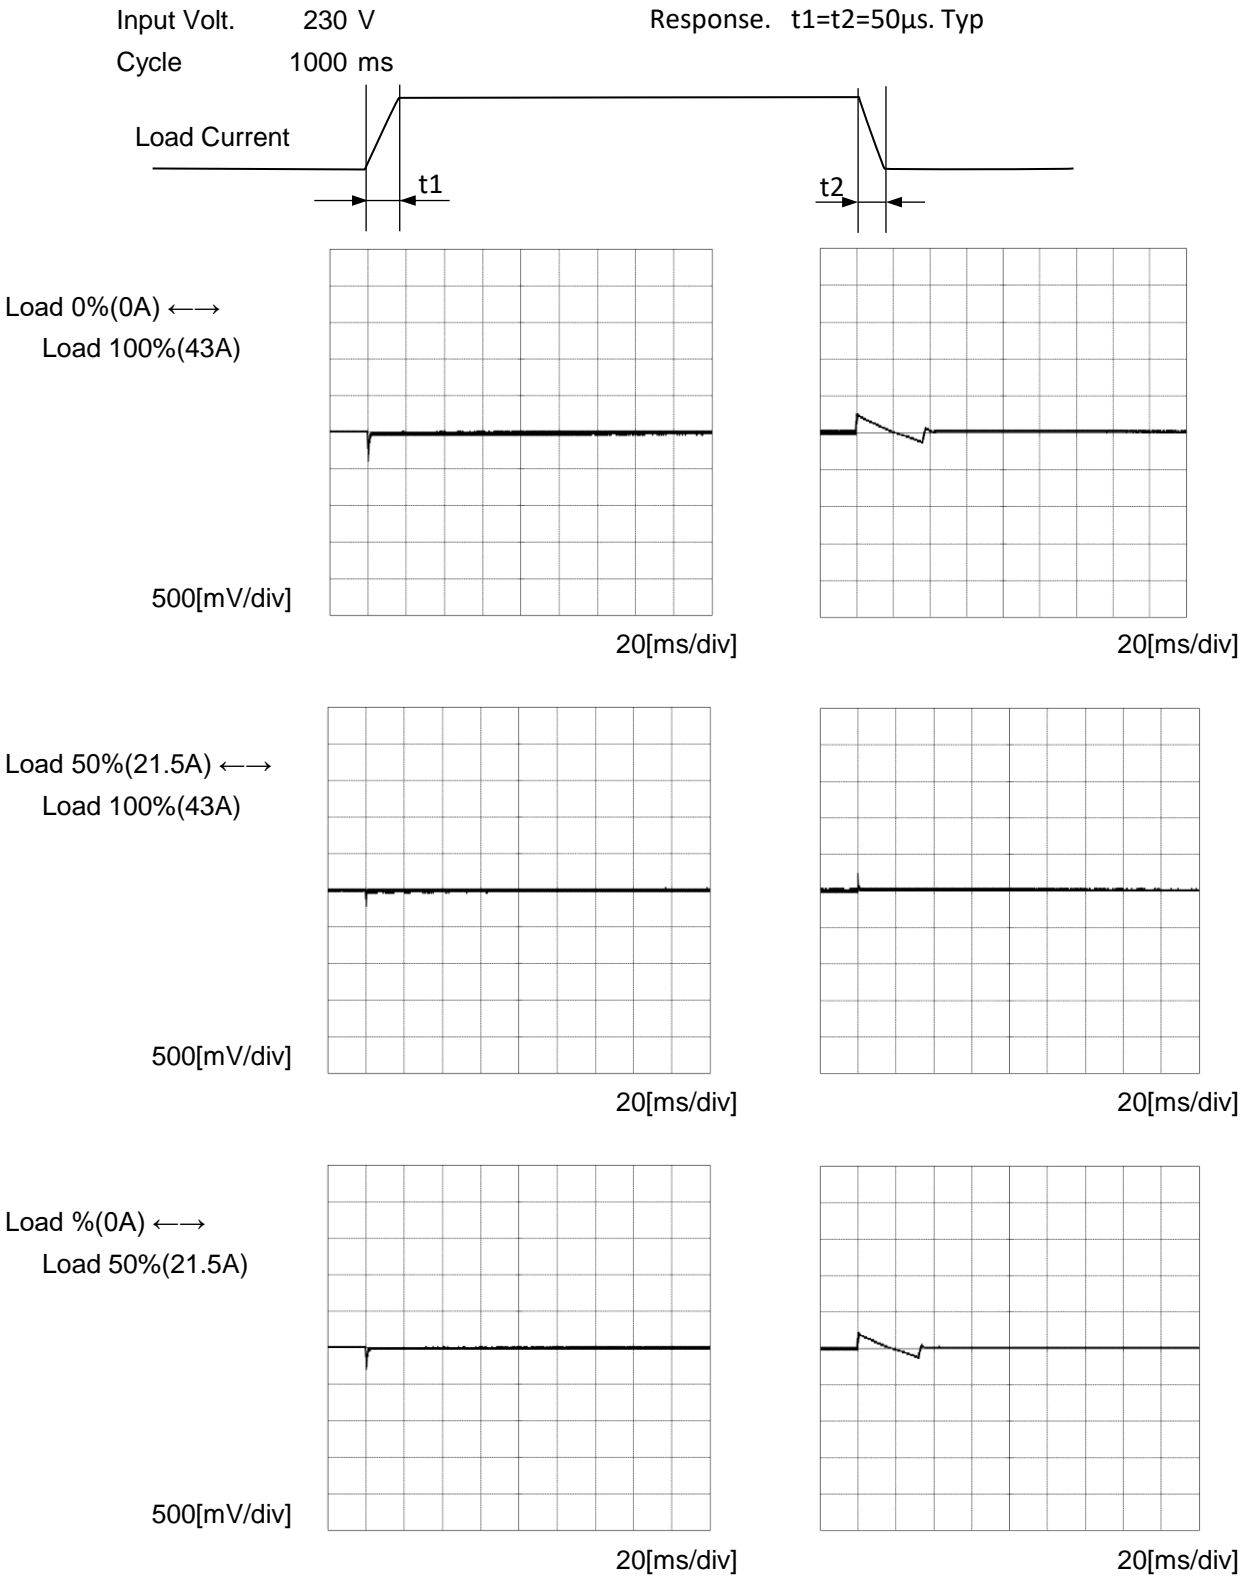 Input Volt. 230 V Response. t1=t2=50µs. Typ
Cycle 1000 ms
Load Current
t1
t2
Load 0%(0A) ←→
Load 100%(43A)
500[mV/div]
20[ms/div] 20[ms/div]
Load 50%(21.5A) ←→
Load 100%(43A)
500[mV/div]
20[ms/div] 20[ms/div]
Load %(0A) ←→
Load 50%(21.5A)
500[mV/div]
20[ms/div] 20[ms/div]